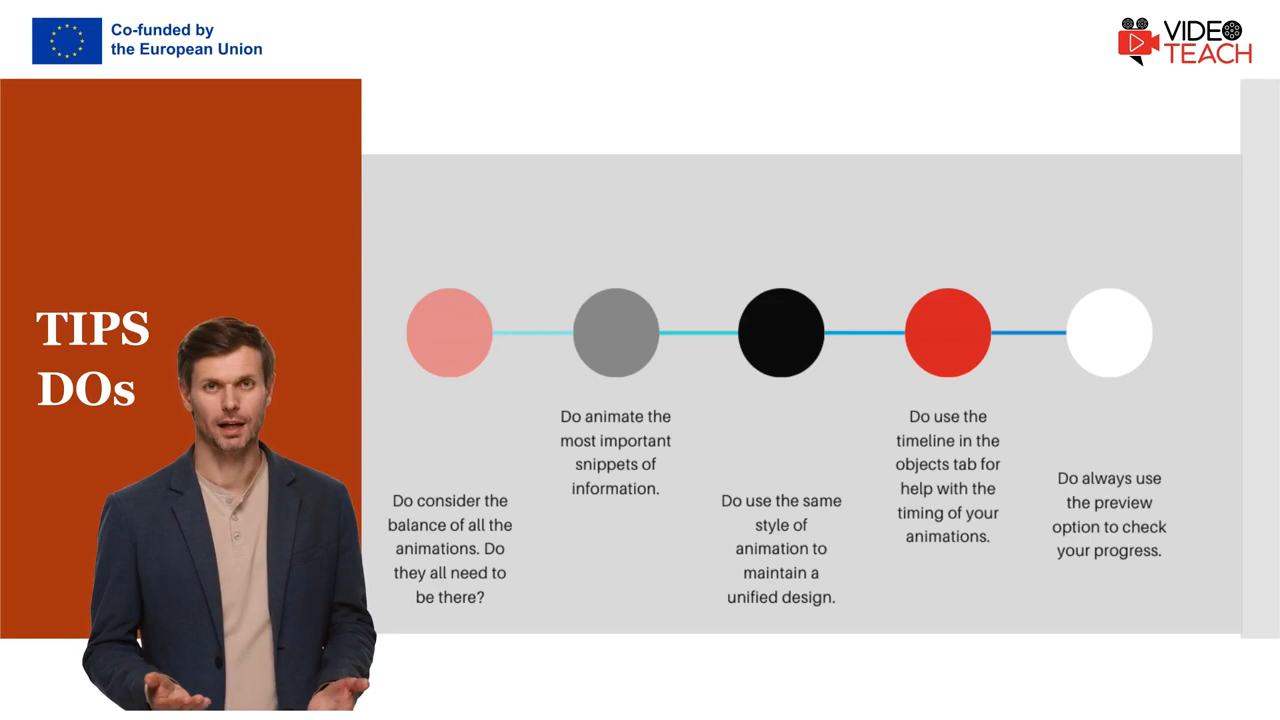 Co-funded by
the European Union
VIDEO
TEACH
TIPS
DOs
Do consider the
balance of all the
animations. Do
they all need to
be there?
Do animate the
most important
snippets of
information.
Do use the same
style of
animation to
maintain a
unified design.
Do use the
timeline in the
objects tab for
help with the
timing of your
animations.
Do always use
the preview
option to check
your progress.